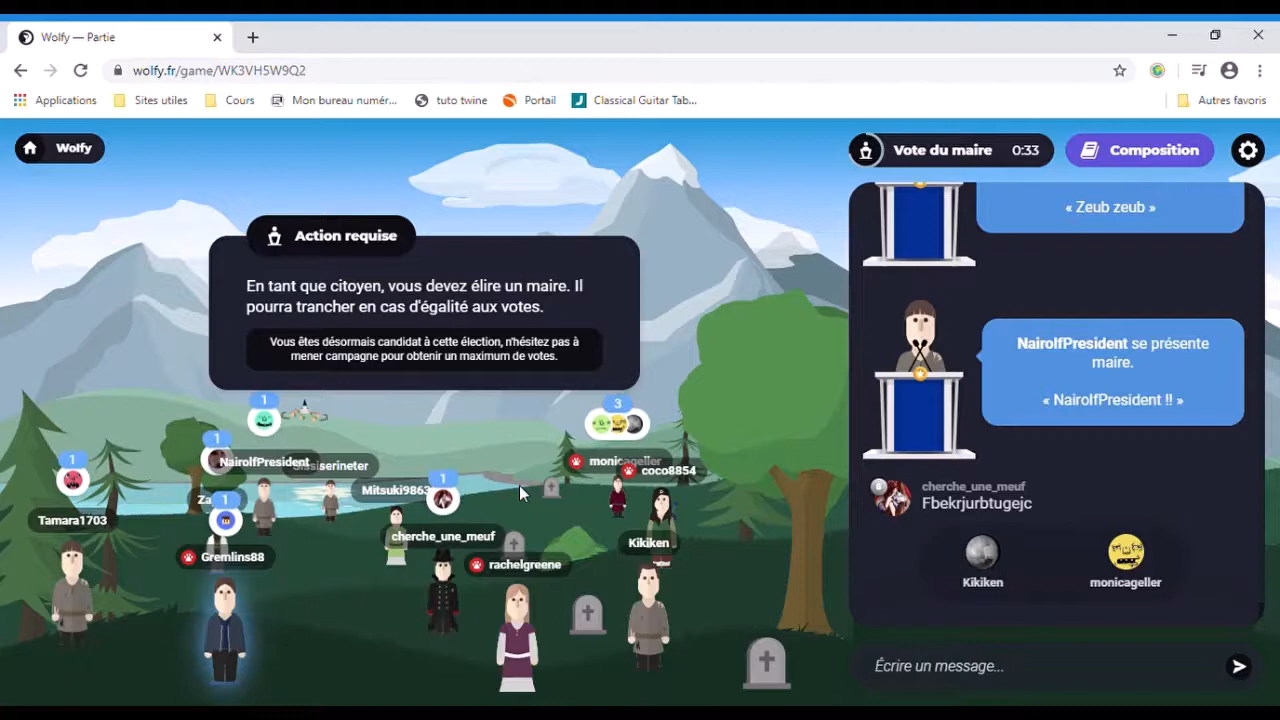 Wolfy — Partie
wolfy.fr/game/WK3VH5W9Q2
Applications
Sites utiles
Cours
Mon bureau numér...
tuto twine
Portail
Classical Guitar Tab...
Autres favoris
Wolfy
Vote du maire 0:33
Composition
Action requise
En tant que citoyen, vous devez élire un maire. Il
pourra trancher en cas d'égalité aux votes.
Vous êtes désormais candidat à cette élection, n'hésitez pas à
mener campagne pour obtenir un maximum de votes.
« Zeub zeub »
NairolfPresident se présente
maire.
« NairolfPresident !! »
cherche_une_meuf
Fbekrjurbtugejc
Kikiken
monicageller
Écrire un message...
1
3
1
NairolfPresident
serineter
monicageller
coco8854
1
1
Mitsuki9863
1
Za
Tamara1703
cherche_une_meuf
Kikiken
Gremlins88
rachelgreene